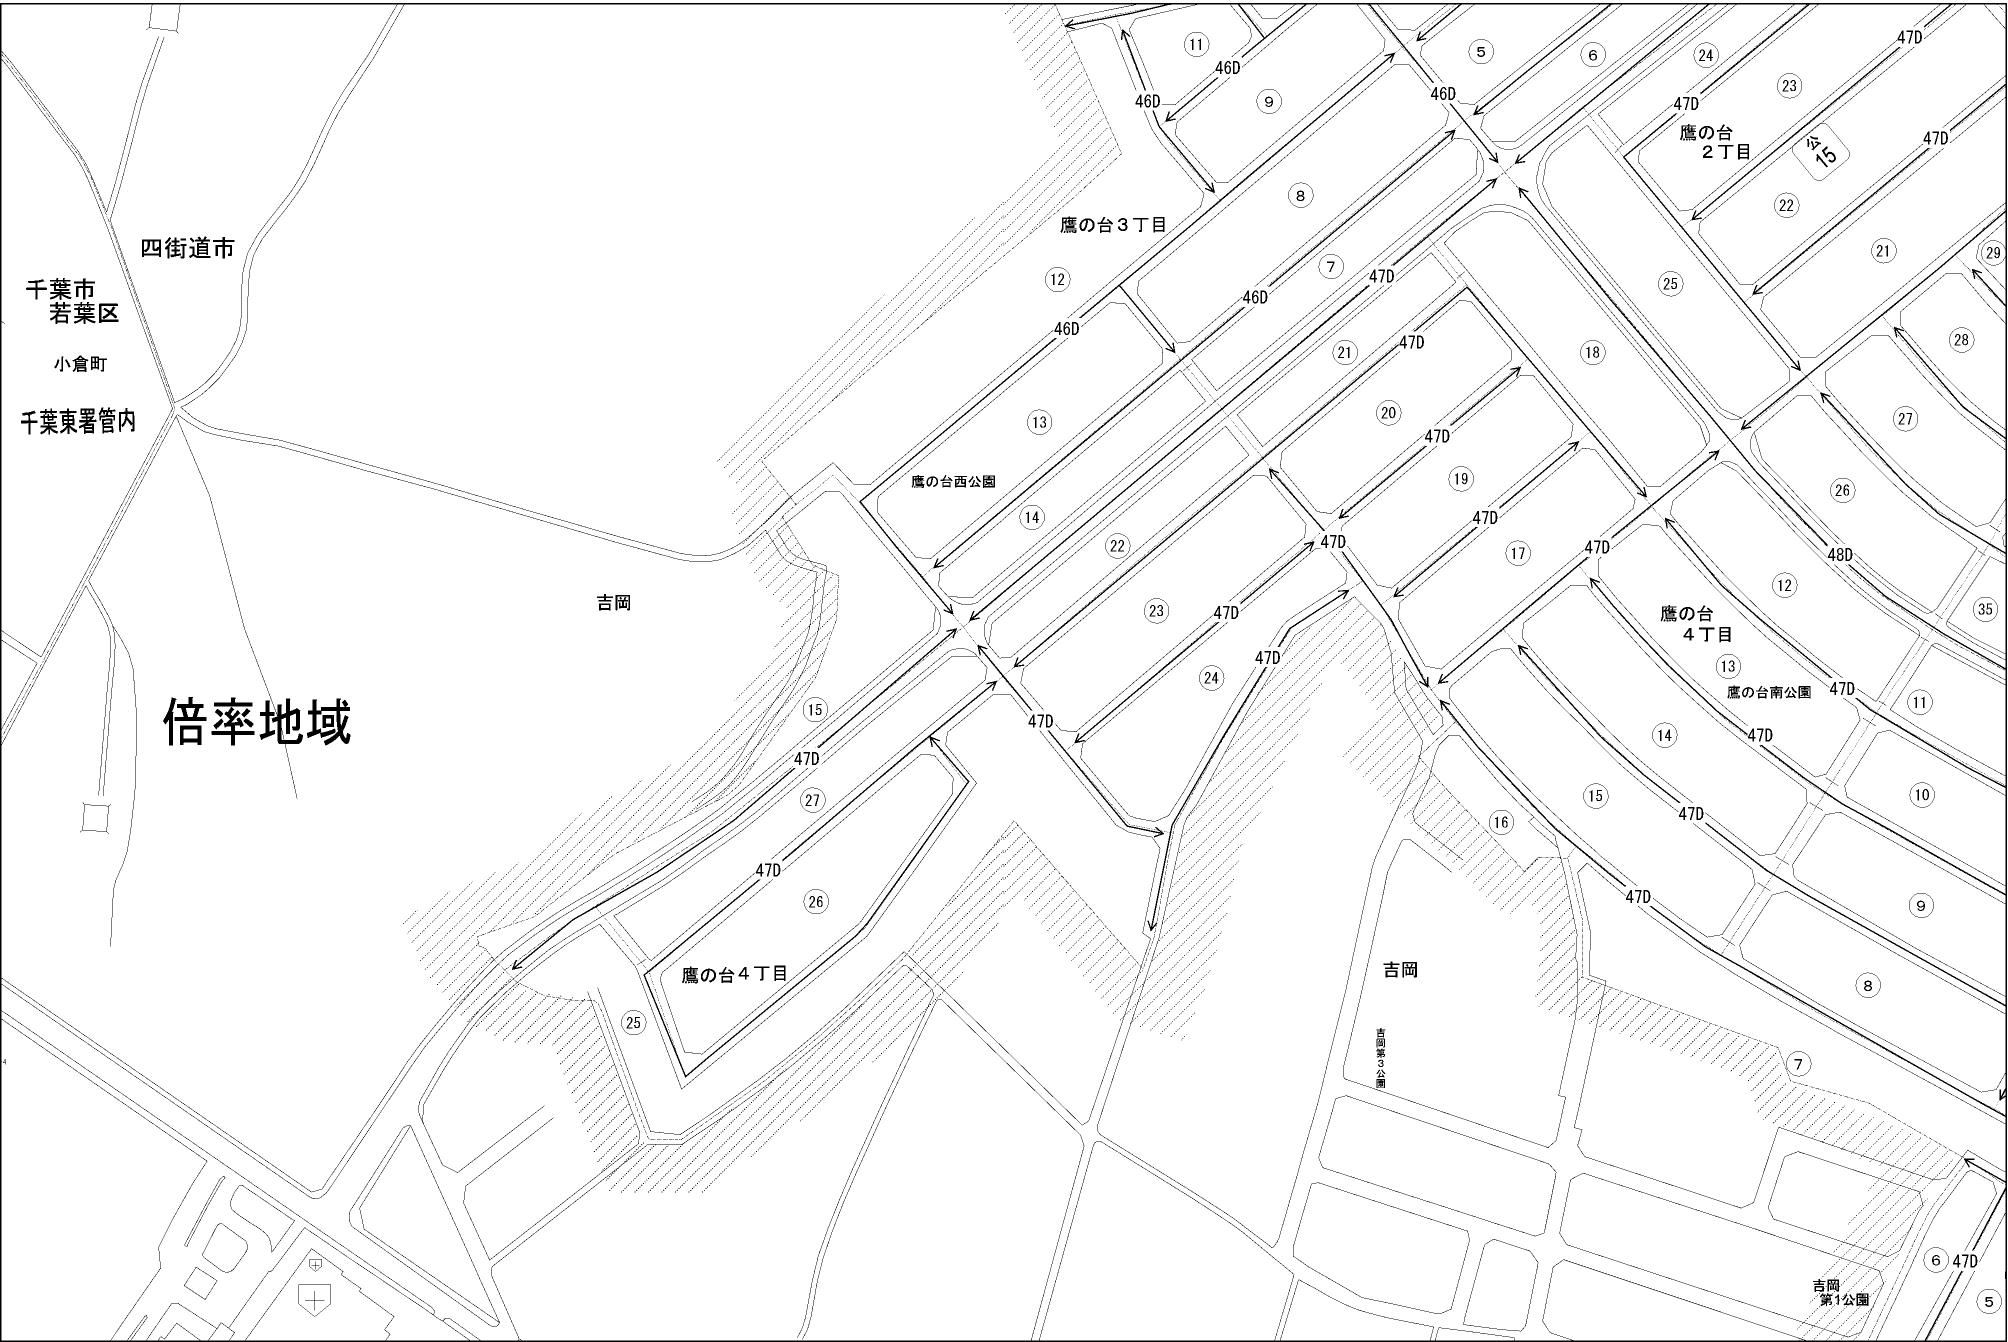 11
5
6
24
23
47D
46D
9
46D
46D
47D
鷹の台
2丁目
公
15
47D
8
22
鷹の台3丁目
四街道市
12
7
47D
25
21
29
千葉市
若葉区
46D
46D
小倉町
21
47D
18
28
千葉東署管内
13
20
47D
27
鷹の台西公園
19
26
14
47D
22
47D
17
47D
48D
吉岡
23
47D
12
35
鷹の台
4丁目
47D
24
13
鷹の台南公園
47D
11
倍率地域
15
47D
14
47D
47D
27
15
10
16
47D
47D
26
47D
9
鷹の台4丁目
吉岡
8
25
吉岡第3公園
7
6
47D
吉岡
第1公園
5